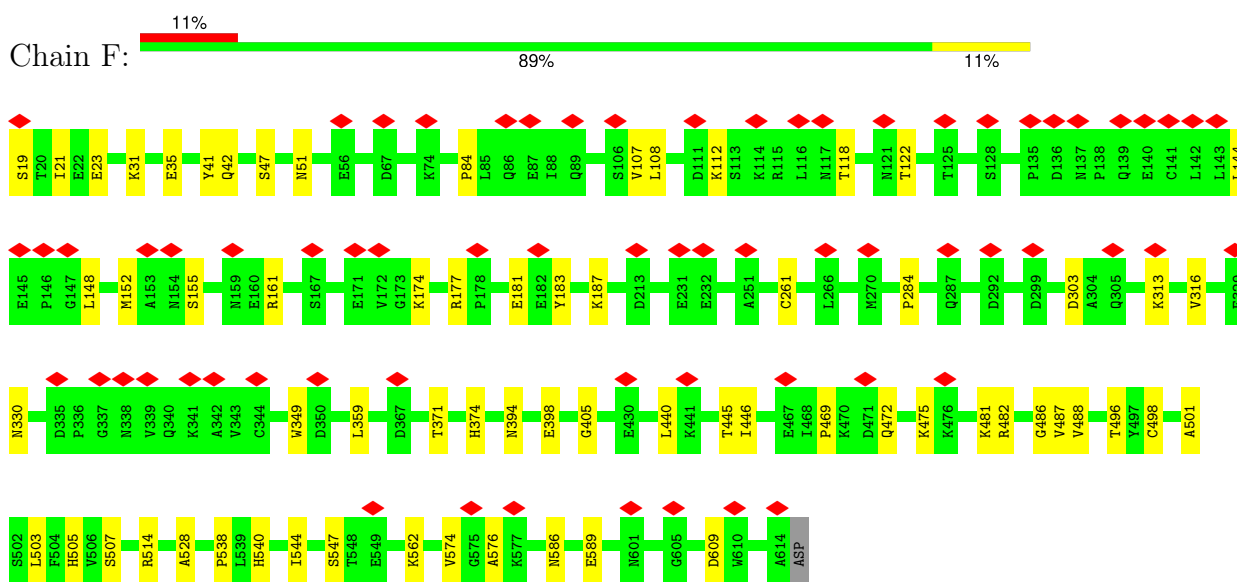 11%
Chain F:
89% 11%
S19 T20 I21 E22 E23 K31 E35 Y41 Q42 S47 N51 E56 D67 K74 P84 L85 Q86 E87 I88 Q89 S106 V107 L108 D111 K112 S113 K114 R115 L116 N117 T118 N121 T122 T125 S128 P135 D136 N137 P138 Q139 E140 C141 L142 L143 L144
E145 P146 G147 L148 M152 A153 N154 S155 N159 E160 R161 S167 E171 V172 G173 K174 R177 P178 E181 E182 Y183 K187 D213 E231 E232 A251 C261 L266 M270 P284 Q287 D292 D299 D303 A304 Q305 K313 V316
N330 D335 P336 G337 N338 V339 Q340 K341 A342 V343 C344 W349 D350 L359 D367 T371 H374 N394 E398 G405 E430 L440 K441 T445 I446 E467 I468 P469 K470 D471 Q472 K475 K476 K481 R482 G486 V487 V488 T496 Y497 C498 A501
S502 L503 F504 H505 V506 S507 R514 A528 P538 L539 H540 I544 S547 T548 E549 K562 V574 G575 A576 K577 N586 E589 N601 G605 D609 W610 A614 ASP